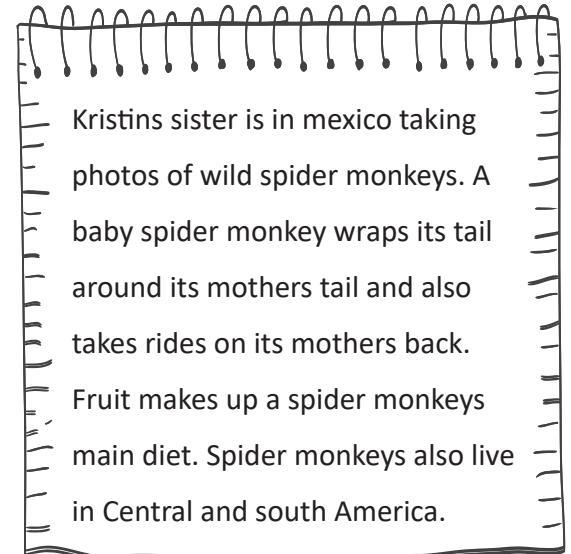 Kristins sister is in mexico taking
photos of wild spider monkeys. A
baby spider monkey wraps its tail
around its mothers tail and also
takes rides on its mothers back.
Fruit makes up a spider monkeys
main diet. Spider monkeys also live
in Central and south America.